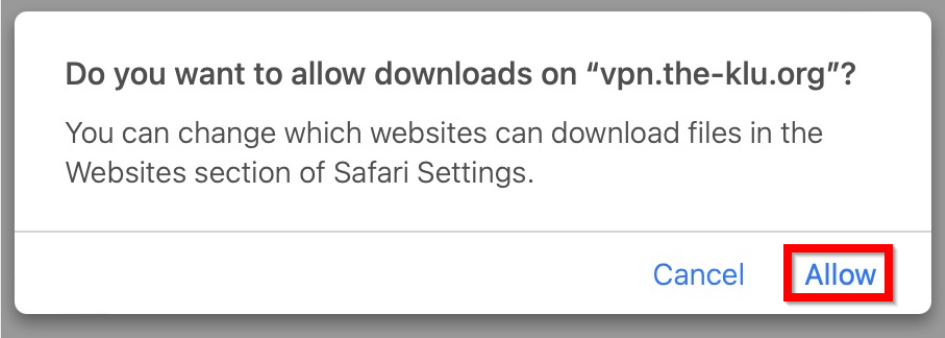 Do you want to allow downloads on “vpn.the-klu.org”?
You can change which websites can download files in the
Websites section of Safari Settings.
Cancel
Allow